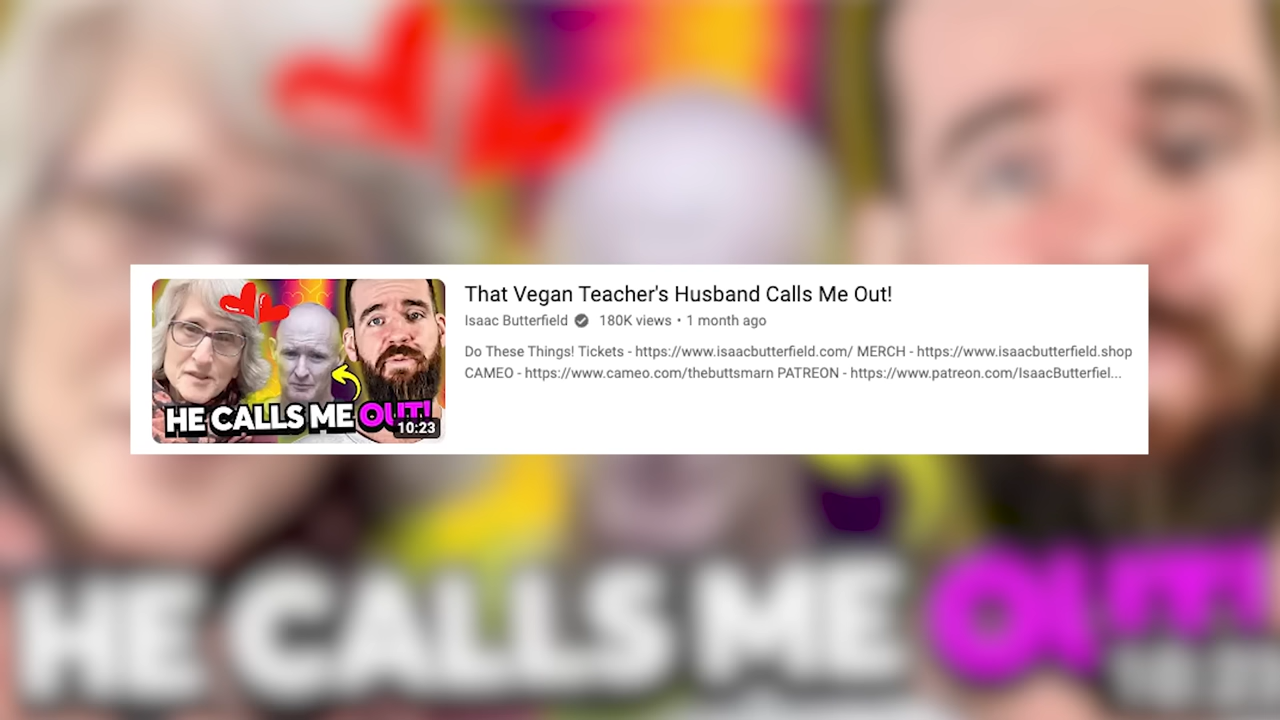 That Vegan Teacher's Husband Calls Me Out!
Isaac Butterfield 180K views • 1 month ago
Do These Things! Tickets - https://www.isaacbutterfield.com/ MERCH - https://www.isaacbutterfield.shop
CAMEO - https://www.cameo.com/thebuttsmarn PATREON - https://www.patreon.com/IsaacButterfiel...
HE CALLS ME OUT!
10:23
HE CALLS ME OUT!